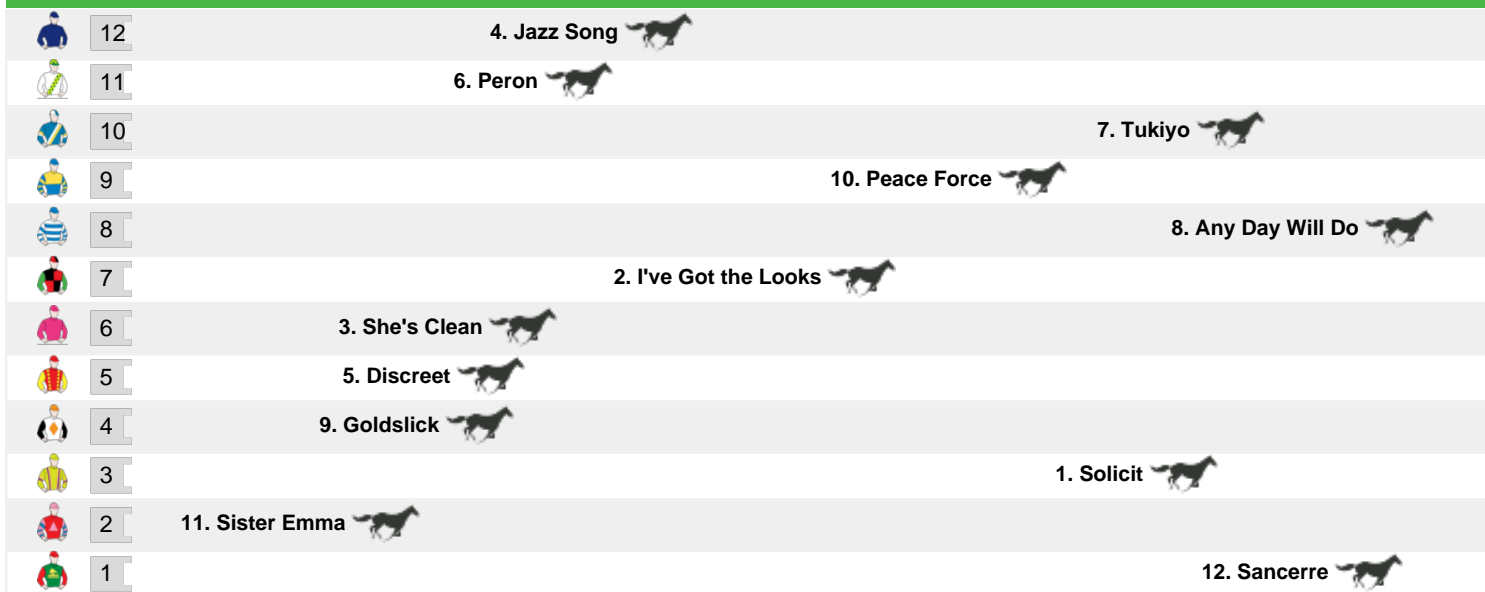 12 4. Jazz Song
11 6. Peron
10 7. Tukiyo
9 10. Peace Force
8 8. Any Day Will Do
7 2. I've Got the Looks
6 3. She's Clean
5 5. Discreet
4 9. Goldslick
3 1. Solicit
2 11. Sister Emma
1 12. Sancerre